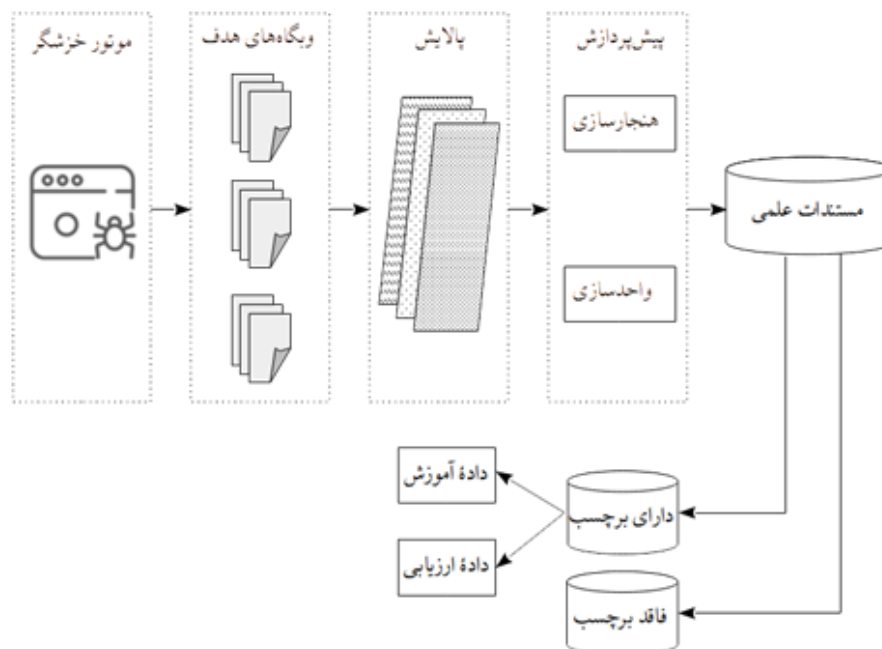 موتور خزشگر
وبگاه‌های هدف
پالایش
پیش‌پردازش
هنجارسازی
واحدسازی
مستندات علمی
دارای برچسب
دادهٔ آموزش
دادهٔ ارزیابی
فاقد برچسب